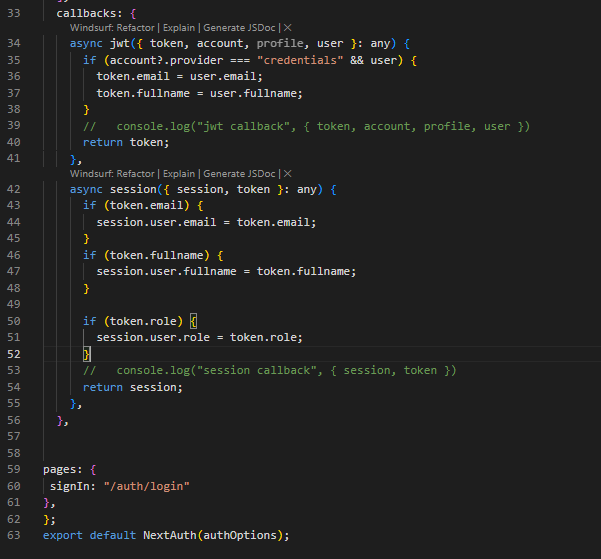 33 callbacks: {
Windsurf: Refactor | Explain | Generate JSDoc | ✕
34 async jwt({ token, account, profile, user }: any) {
35 if (account?.provider === "credentials" && user) {
36 token.email = user.email;
37 token.fullname = user.fullname;
38 }
39 //   console.log("jwt callback", { token, account, profile, user })
40 return token;
41 },
Windsurf: Refactor | Explain | Generate JSDoc | ✕
42 async session({ session, token }: any) {
43 if (token.email) {
44 session.user.email = token.email;
45 }
46 if (token.fullname) {
47 session.user.fullname = token.fullname;
48 }
49
50 if (token.role) {
51 session.user.role = token.role;
52 }
53 //   console.log("session callback", { session, token })
54 return session;
55 },
56 },
57
58
59 pages: {
60 signIn: "/auth/login"
61 },
62 };
63 export default NextAuth(authOptions);